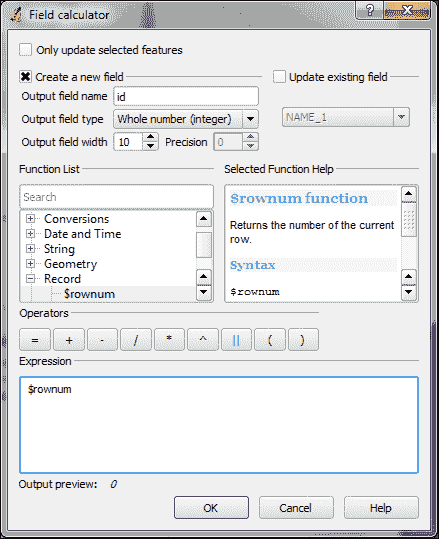 Field calculator
Only update selected features
Create a new field
Update existing field
Output field name id
Output field type Whole number (integer)
NAME_1
Output field width 10 Precision 0
Function List
Selected Function Help
Search
Conversions
Date and Time
String
Geometry
Record
$rownum
$rownum function
Returns the number of the current
row.
Syntax
$rownum
Operators
= + - / * ^ || ( )
Expression
$rownum
Output preview: 0
OK Cancel Help